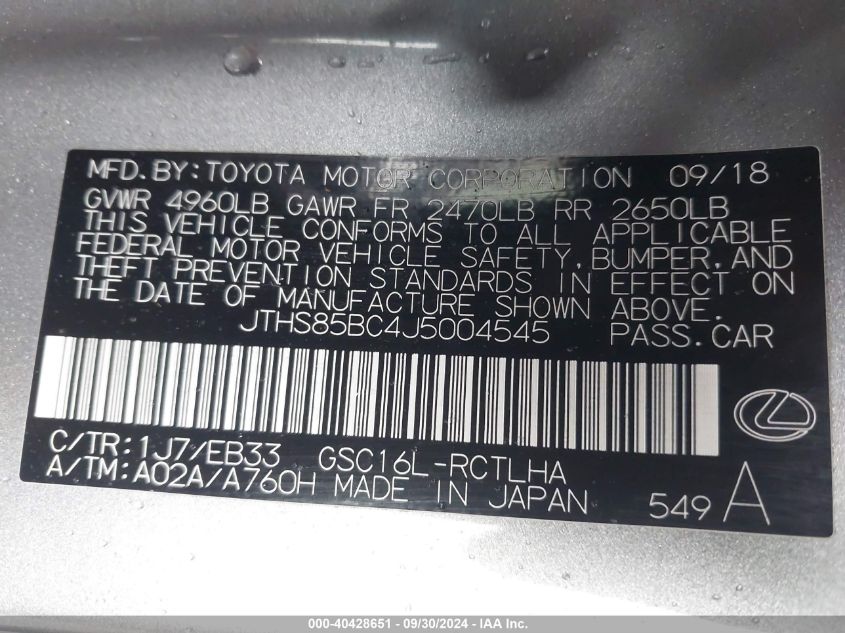 MFD. BY: TOYOTA MOTOR CORPORATION 09/18
GVWR 4960LB GAWR FR 2470LB RR 2650LB
THIS VEHICLE CONFORMS TO ALL APPLICABLE
FEDERAL MOTOR VEHICLE SAFETY, BUMPER, AND
THEFT PREVENTION STANDARDS IN EFFECT ON
THE DATE OF MANUFACTURE SHOWN ABOVE.
JTHS85BC4J5004545 PASS. CAR
C/TR: 1J7/EB33 GSC16L-RCTLHA
A/TM: A02A/A760H MADE IN JAPAN 549 A
000-40428651 - 09/30/2024 - IAA Inc.